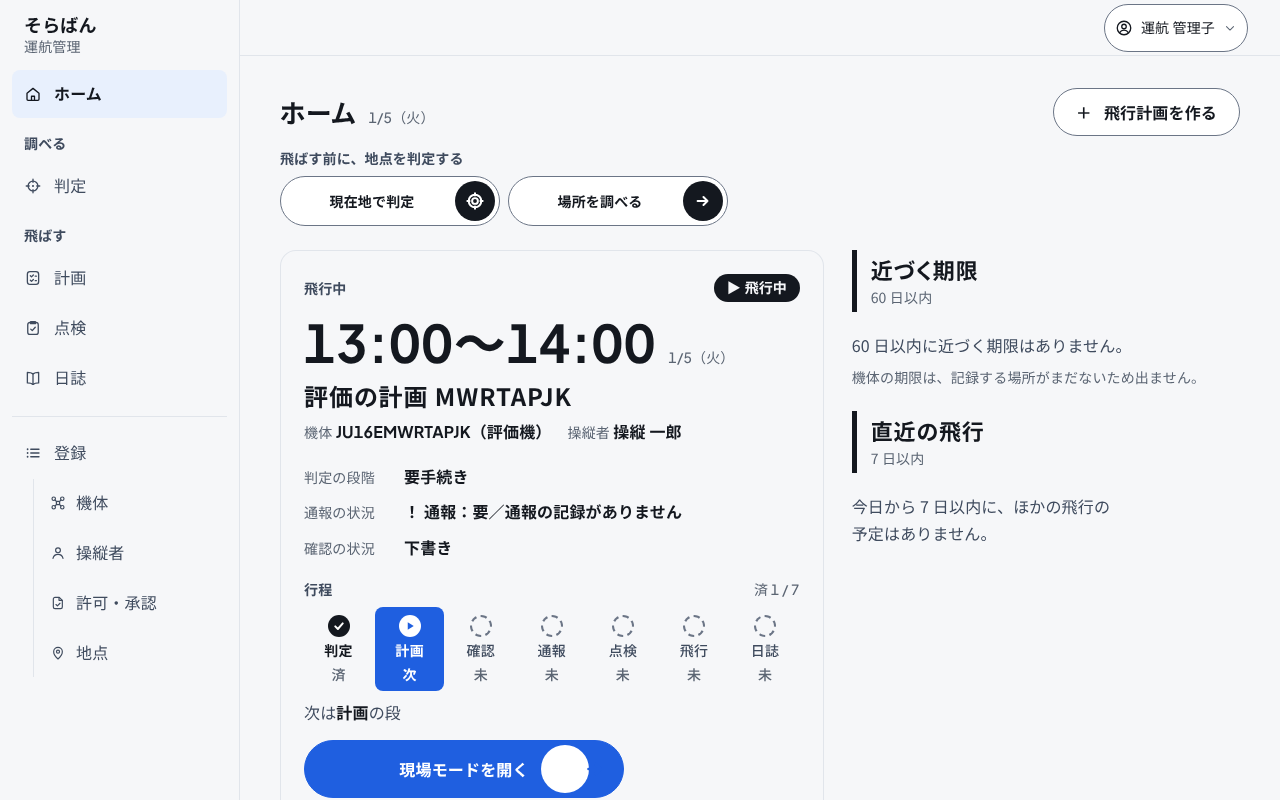 そらばん
運航管理
ホーム
調べる
判定
飛ばす
計画
点検
日誌
登録
機体
操縦者
許可・承認
地点
運航 管理子
ホーム 1/5（火）
飛行計画を作る
飛ばす前に、地点を判定する
現在地で判定
場所を調べる
飛行中
飛行中
13:00〜14:00 1/5（火）
評価の計画 MWRTAPJK
機体 JU16EMWRTAPJK（評価機） 操縦者 操縦 一郎
判定の段階 要手続き
通報の状況 ！ 通報：要／通報の記録がありません
確認の状況 下書き
行程 済 1 / 7
判定 計画 確認 通報 点検 飛行 日誌
済 次 未 未 未 未 未
次は計画の段
現場モードを開く
近づく期限
60 日以内
60 日以内に近づく期限はありません。
機体の期限は、記録する場所がまだないため出ません。
直近の飛行
7 日以内
今日から 7 日以内に、ほかの飛行の
予定はありません。